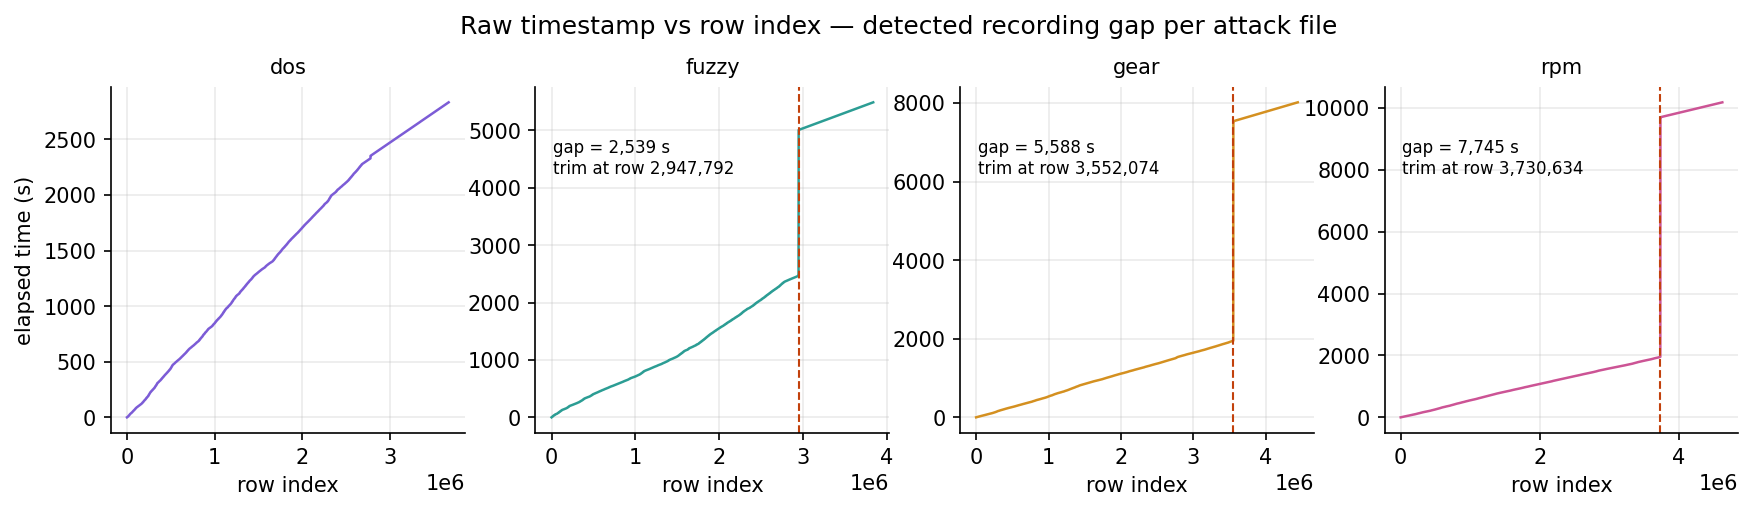 Raw timestamp vs row index — detected recording gap per attack file
dos
elapsed time (s)
2500
2000
1500
1000
500
0
0 1 2 3
row index 1e6
fuzzy
5000
4000
3000
2000
1000
0
gap = 2,539 s
trim at row 2,947,792
0 1 2 3 4
row index 1e6
gear
8000
6000
4000
2000
0
gap = 5,588 s
trim at row 3,552,074
0 1 2 3 4
row index 1e6
rpm
10000
8000
6000
4000
2000
0
gap = 7,745 s
trim at row 3,730,634
0 2 4
row index 1e6